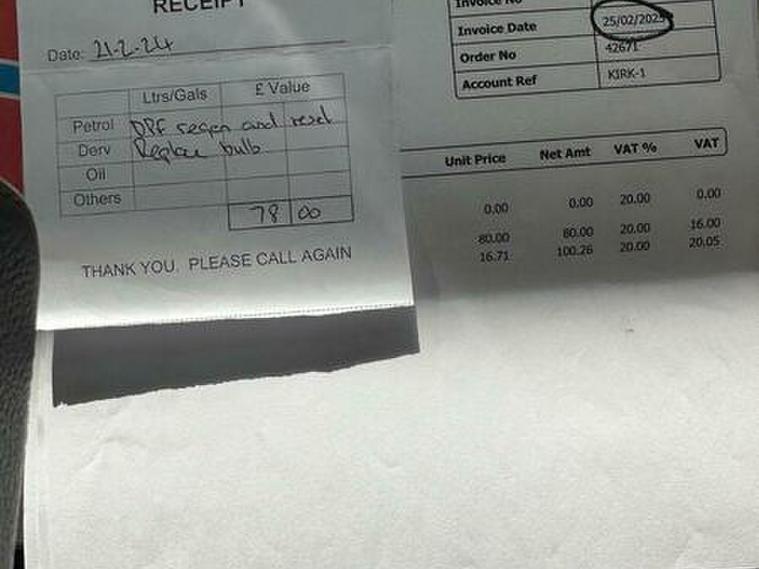 RECEIPT
Date: 21-2-24
Ltrs/Gals £ Value
Petrol DPF regen and reset
Derv Replace bulb
Oil
Others
78 00
THANK YOU. PLEASE CALL AGAIN
Invoice No
Invoice Date 25/02/2025
Order No 42671
Account Ref KIRK-1
Unit Price Net Amt VAT % VAT
0.00 0.00 20.00 0.00
80.00 80.00 20.00 16.00
16.71 100.26 20.00 20.05